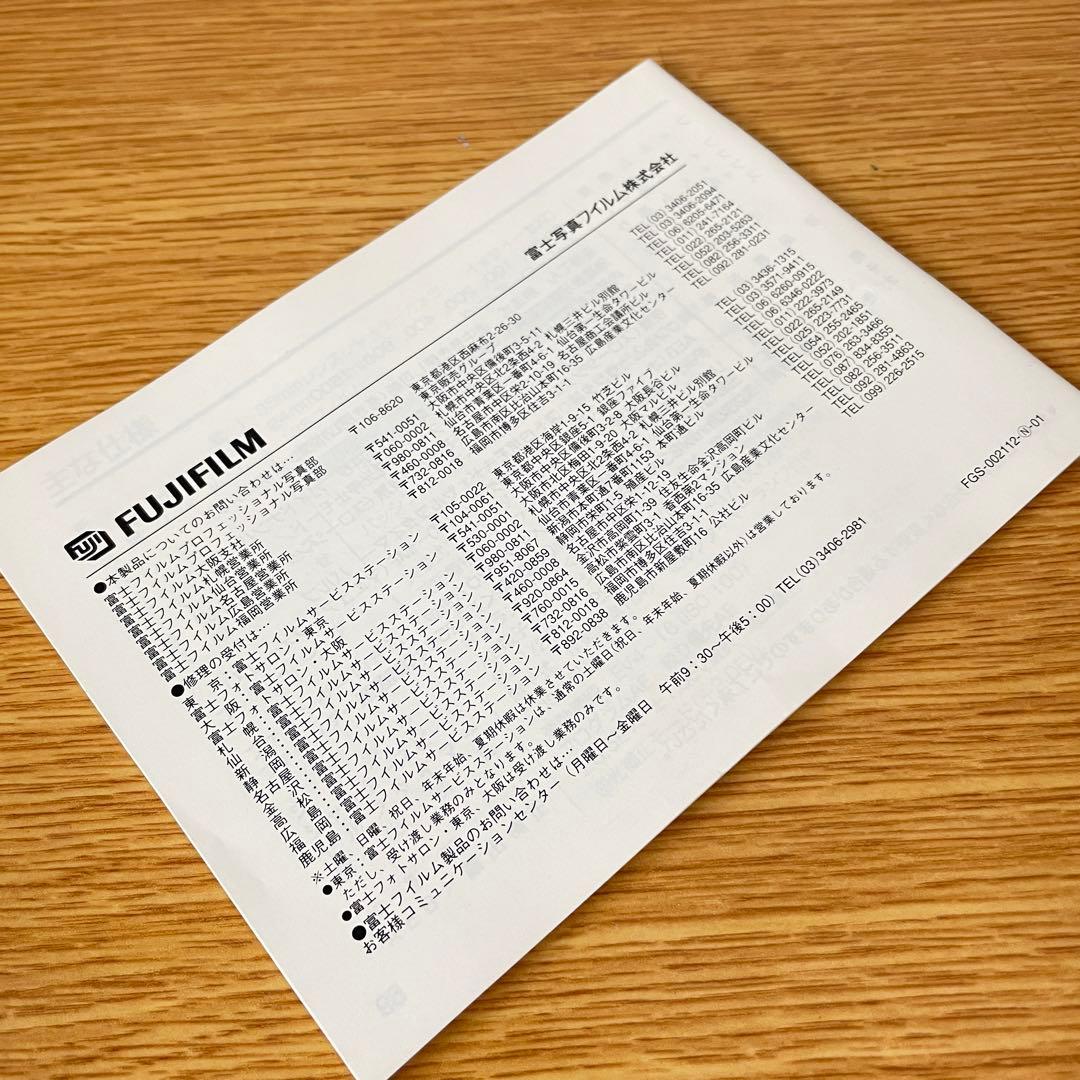 FUJI FUJIFILM
富士写真フイルム株式会社
●本製品についてのお問い合わせは…
富士フイルムプロフェッショナル写真部 〒106-8620 東京都港区西麻布2-26-30 TEL(03)3406-2051
富士フイルムプロフェッショナル写真部 東京販売グループ TEL(03)3406-2094
富士フイルム大阪支社 〒541-0051 大阪市中央区備後町3-5-11 TEL(06)6205-6471
富士フイルム札幌営業所 〒060-0002 札幌市中央区北2条西4-2 札幌三井ビル別館 TEL(011)241-7164
富士フイルム仙台営業所 〒980-0811 仙台市青葉区一番町4-6-1 仙台第一生命タワービル TEL(022)265-2121
富士フイルム名古屋営業所 〒460-0008 名古屋市中区栄2-10-19 名古屋商工会議所ビル TEL(052)203-5263
富士フイルム広島営業所 〒732-0816 広島市南区比治山本町16-35 広島産業文化センター TEL(082)256-3311
富士フイルム福岡営業所 〒812-0018 福岡市博多区住吉3-1-1 TEL(092)281-0231
●修理の受付は…
東京：富士フイルムサービスステーション 〒105-0022 東京都港区海岸1-9-15 竹芝ビル TEL(03)3436-1315
富士フォトサロン・東京 〒104-0061 東京都中央区銀座5-1 銀座ファイブ TEL(03)3571-9411
大阪：富士フイルムサービスステーション 〒541-0051 大阪市中央区備後町3-2-8 大阪長谷ビル TEL(06)6260-0915
富士フォトサロン・大阪 〒530-0001 大阪市北区梅田1-9-20 大阪マルビル TEL(06)6346-0222
札幌：富士フイルムサービスステーション 〒060-0002 札幌市中央区北2条西4-2 札幌三井ビル別館 TEL(011)222-3973
仙台：富士フイルムサービスステーション 〒980-0811 仙台市青葉区一番町4-6-1 仙台第一生命タワービル TEL(022)265-2149
新潟：富士フイルムサービスステーション 〒951-8067 新潟市本町通7番町1153 本町通ビル TEL(025)223-7731
静岡：富士フイルムサービスステーション 〒420-0859 静岡市栄町1-5 殖産ビル TEL(054)255-2465
名古屋：富士フイルムサービスステーション 〒460-0008 名古屋市中区栄1-12-19 TEL(052)202-1851
金沢：富士フイルムサービスステーション 〒920-0864 金沢市高岡町1-39 住友生命金沢高岡町ビル TEL(076)263-3466
高松：富士フイルムサービスステーション 〒760-0015 高松市紫雲町3-1 香西第2マンション TEL(087)834-8355
広島：富士フイルムサービスステーション 〒732-0816 広島市南区比治山本町16-35 広島産業文化センター TEL(082)256-3511
福岡：富士フイルムサービスステーション 〒812-0018 福岡市博多区住吉3-1-1 TEL(092)281-4863
鹿児島：富士フイルムサービスステーション 〒892-0838 鹿児島市新屋敷町16 公社ビル TEL(099)226-2515
※土曜、日曜、祝日、年末年始、夏期休暇は休業させていただきます。
●東京：富士フイルムサービスステーションは、通常の土曜日(祝日、年末年始、夏期休暇以外)は営業しております。
ただし、受け渡し業務のみとなります。
●富士フォトサロン・東京、大阪は受け渡し業務のみです。
●富士フイルム製品のお問い合わせは…
お客様コミュニケーションセンター (月曜日～金曜日 午前9：30～午後5：00) TEL(03)3406-2981
FGS-002112-Ⓝ-01